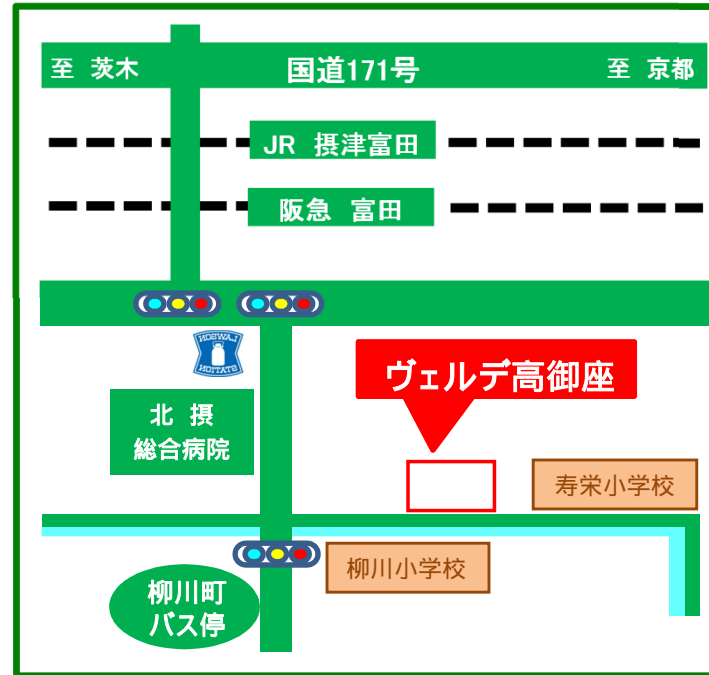 至 茨木
国道171号
至 京都
JR 摂津富田
阪急 富田
LAWSON
STATION
ヴェルデ高御座
北 摂
総合病院
寿栄小学校
柳川小学校
柳川町
バス停